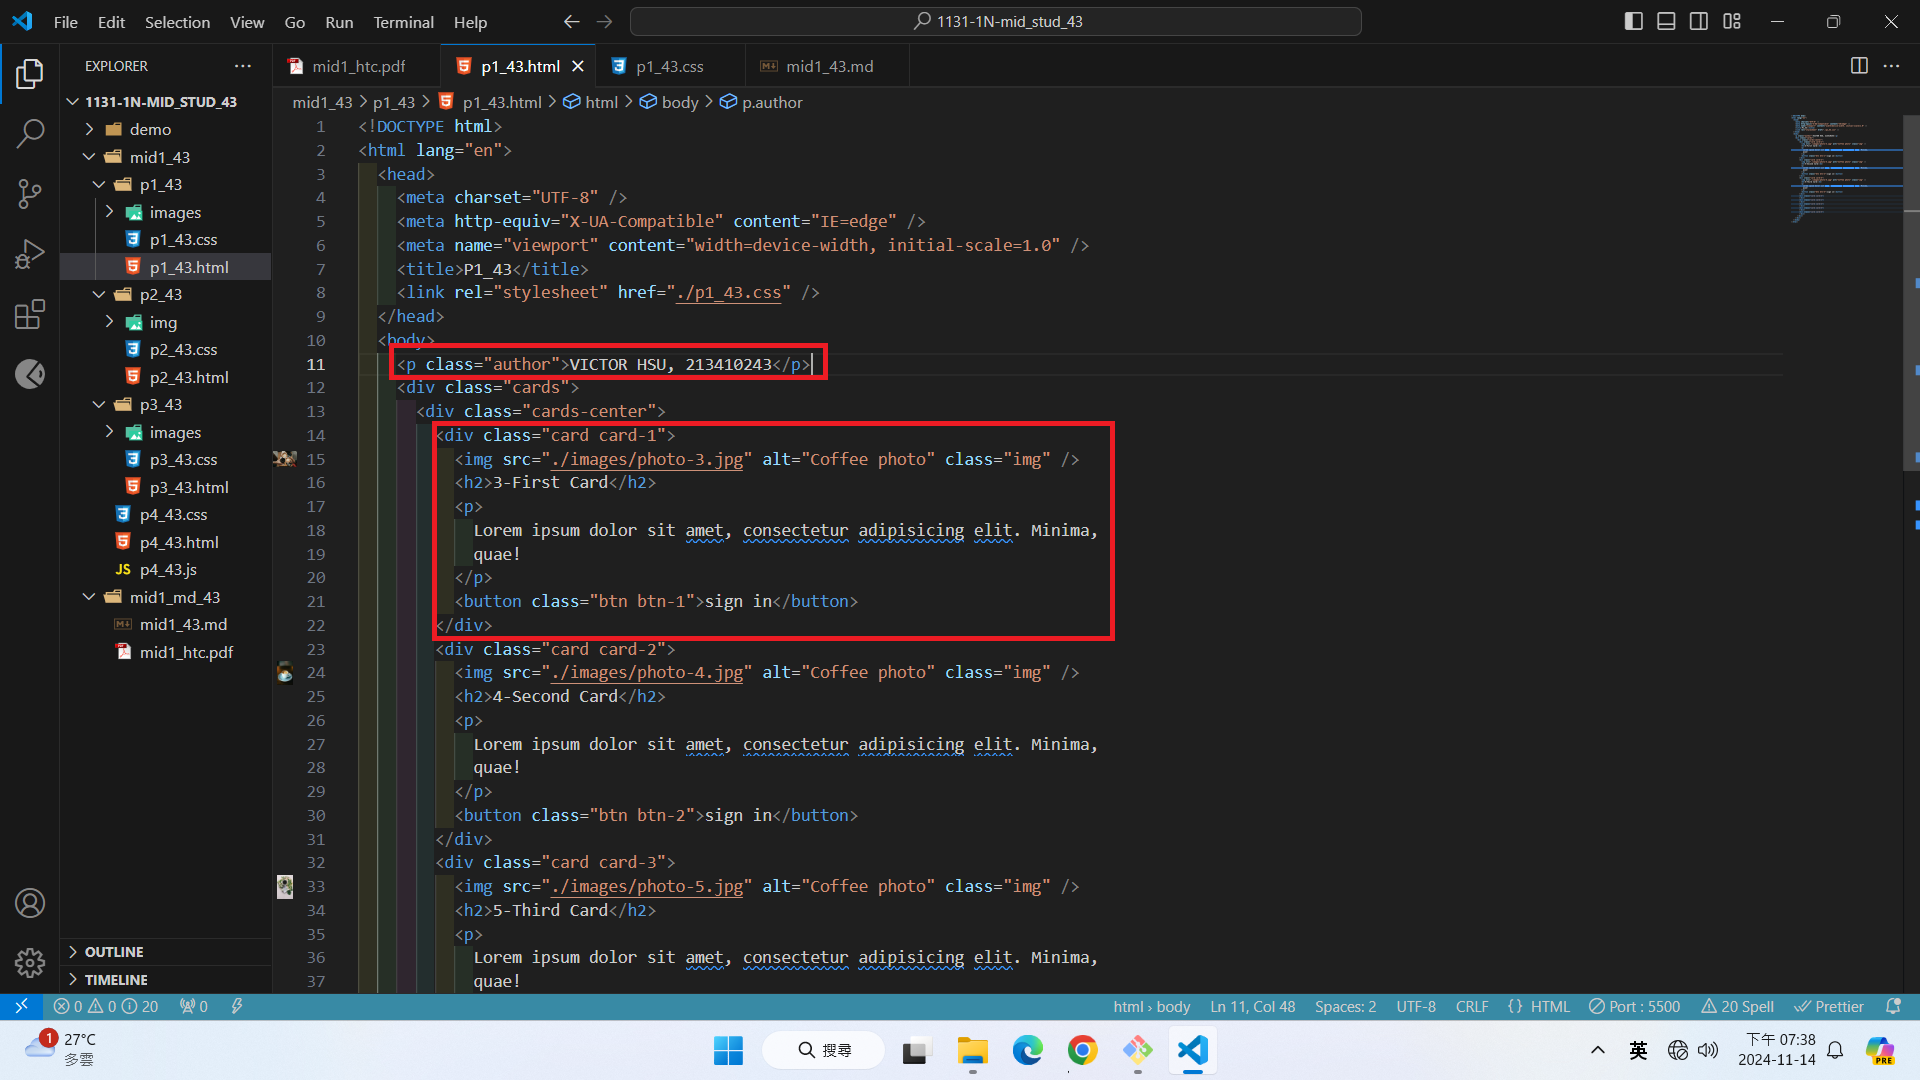 File Edit Selection View Go Run Terminal Help
1131-1N-mid_stud_43
EXPLORER
1131-1N-MID_STUD_43
demo
mid1_43
p1_43
images
p1_43.css
p1_43.html
p2_43
img
p2_43.css
p2_43.html
p3_43
images
p3_43.css
p3_43.html
p4_43.css
p4_43.html
JS p4_43.js
mid1_md_43
mid1_43.md
mid1_htc.pdf
OUTLINE
TIMELINE
mid1_htc.pdf p1_43.html p1_43.css mid1_43.md
mid1_43 > p1_43 > p1_43.html > html > body > p.author
1 <!DOCTYPE html>
2 <html lang="en">
3 <head>
4 <meta charset="UTF-8" />
5 <meta http-equiv="X-UA-Compatible" content="IE=edge" />
6 <meta name="viewport" content="width=device-width, initial-scale=1.0" />
7 <title>P1_43</title>
8 <link rel="stylesheet" href="./p1_43.css" />
9 </head>
10 <body>
11 <p class="author">VICTOR HSU, 213410243</p>
12 <div class="cards">
13 <div class="cards-center">
14 <div class="card card-1">
15 <img src="./images/photo-3.jpg" alt="Coffee photo" class="img" />
16 <h2>3-First Card</h2>
17 <p>
18 Lorem ipsum dolor sit amet, consectetur adipisicing elit. Minima,
19 quae!
20 </p>
21 <button class="btn btn-1">sign in</button>
22 </div>
23 <div class="card card-2">
24 <img src="./images/photo-4.jpg" alt="Coffee photo" class="img" />
25 <h2>4-Second Card</h2>
26 <p>
27 Lorem ipsum dolor sit amet, consectetur adipisicing elit. Minima,
28 quae!
29 </p>
30 <button class="btn btn-2">sign in</button>
31 </div>
32 <div class="card card-3">
33 <img src="./images/photo-5.jpg" alt="Coffee photo" class="img" />
34 <h2>5-Third Card</h2>
35 <p>
36 Lorem ipsum dolor sit amet, consectetur adipisicing elit. Minima,
37 quae!
0 0 20 0 html › body Ln 11, Col 48 Spaces: 2 UTF-8 CRLF {} HTML Port : 5500 20 Spell Prettier
1 27°C
多雲
搜尋
英
下午 07:38
2024-11-14
PRE